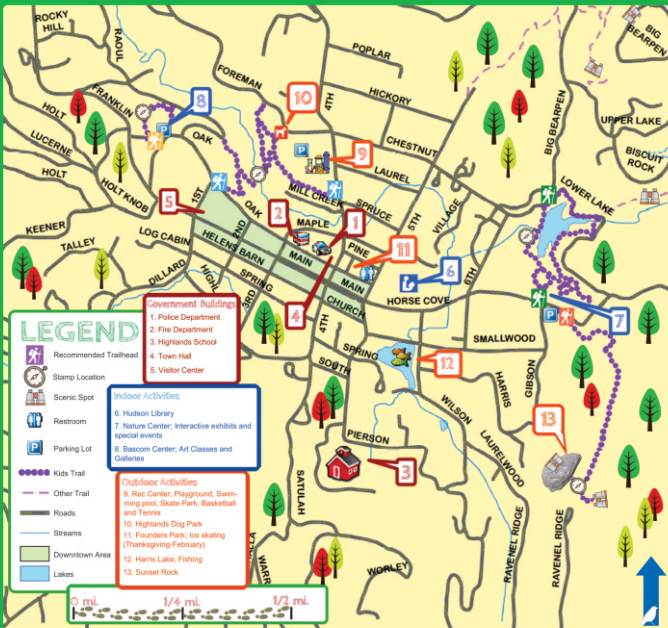 ROCKY
HILL
RAOUL
FOREMAN
POPLAR
BIG
BEARPEN
HICKORY
4TH
10
FRANKLIN
8
HOLT
OAK
CHESTNUT
BIG BEARPEN
UPPER LAKE
LUCERNE
9
LAUREL
BISCUIT
ROCK
HOLT
HOLT KNOB
1ST
MILL CREEK
SPRUCE
5TH
VILLAGE
LOWER LAKE
5
OAK
2
MAPLE
1
KEENER
2ND
PINE
11
TALLEY
LOG CABIN
HELENS BARN
MAIN
MAIN
6
6TH
DILLARD
HIGH
SPRING
3RD
CHURCH
HORSE COVE
4
4TH
SMALLWOOD
7
SPRING
12
SOUTH
HARRIS
GIBSON
WILSON
13
PIERSON
LAURELWOOD
3
SATULAH
RAVENEL RIDGE
RAVENEL RIDGE
WARR
WORLEY
LEGEND
Recommended Trailhead
Stamp Location
Scenic Spot
Restroom
P
Parking Lot
Kids Trail
Other Trail
Roads
Streams
Downtown Area
Lakes
Government Buildings
1. Police Department
2. Fire Department
3. Highlands School
4. Town Hall
5. Visitor Center
Indoor Activities
6. Hudson Library
7. Nature Center; Interactive exhibits and
special events
8. Bascom Center; Art Classes and
Galleries
Outdoor Activities
9. Rec Center; Playground, Swim-
ming pool, Skate Park, Basketball
and Tennis
10. Highlands Dog Park
11. Founders Park; Ice skating
(Thanksgiving-February)
12. Harris Lake; Fishing
13. Sunset Rock
0 mi.
1/4 mi.
1/2 mi.